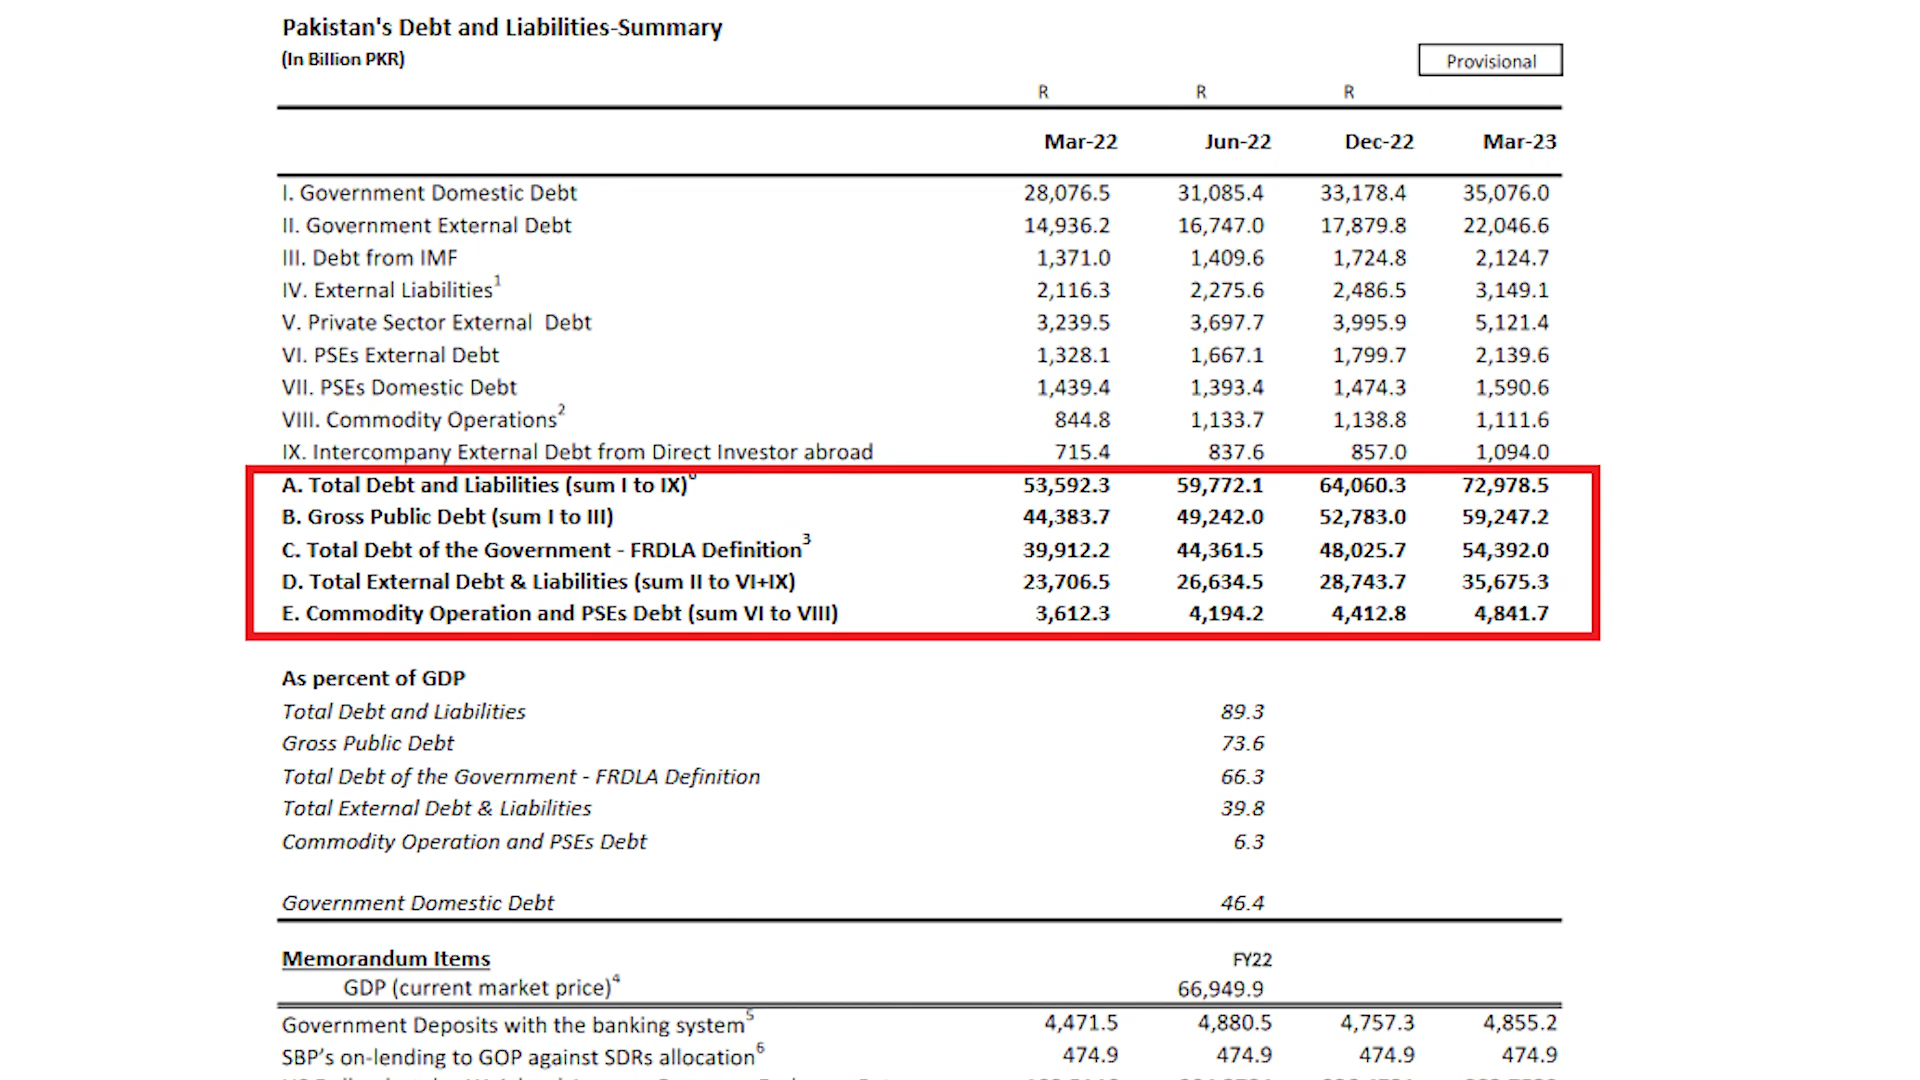 Pakistan's Debt and Liabilities-Summary
(In Billion PKR)
Provisional
R R R
Mar-22 Jun-22 Dec-22 Mar-23
I. Government Domestic Debt 28,076.5 31,085.4 33,178.4 35,076.0
II. Government External Debt 14,936.2 16,747.0 17,879.8 22,046.6
III. Debt from IMF 1,371.0 1,409.6 1,724.8 2,124.7
IV. External Liabilities1 2,116.3 2,275.6 2,486.5 3,149.1
V. Private Sector External Debt 3,239.5 3,697.7 3,995.9 5,121.4
VI. PSEs External Debt 1,328.1 1,667.1 1,799.7 2,139.6
VII. PSEs Domestic Debt 1,439.4 1,393.4 1,474.3 1,590.6
VIII. Commodity Operations2 844.8 1,133.7 1,138.8 1,111.6
IX. Intercompany External Debt from Direct Investor abroad 715.4 837.6 857.0 1,094.0
A. Total Debt and Liabilities (sum I to IX) 53,592.3 59,772.1 64,060.3 72,978.5
B. Gross Public Debt (sum I to III) 44,383.7 49,242.0 52,783.0 59,247.2
C. Total Debt of the Government - FRDLA Definition3 39,912.2 44,361.5 48,025.7 54,392.0
D. Total External Debt & Liabilities (sum II to VI+IX) 23,706.5 26,634.5 28,743.7 35,675.3
E. Commodity Operation and PSEs Debt (sum VI to VIII) 3,612.3 4,194.2 4,412.8 4,841.7
As percent of GDP
Total Debt and Liabilities 89.3
Gross Public Debt 73.6
Total Debt of the Government - FRDLA Definition 66.3
Total External Debt & Liabilities 39.8
Commodity Operation and PSEs Debt 6.3
Government Domestic Debt 46.4
Memorandum Items FY22
GDP (current market price)4 66,949.9
Government Deposits with the banking system5 4,471.5 4,880.5 4,757.3 4,855.2
SBP's on-lending to GOP against SDRs allocation6 474.9 474.9 474.9 474.9